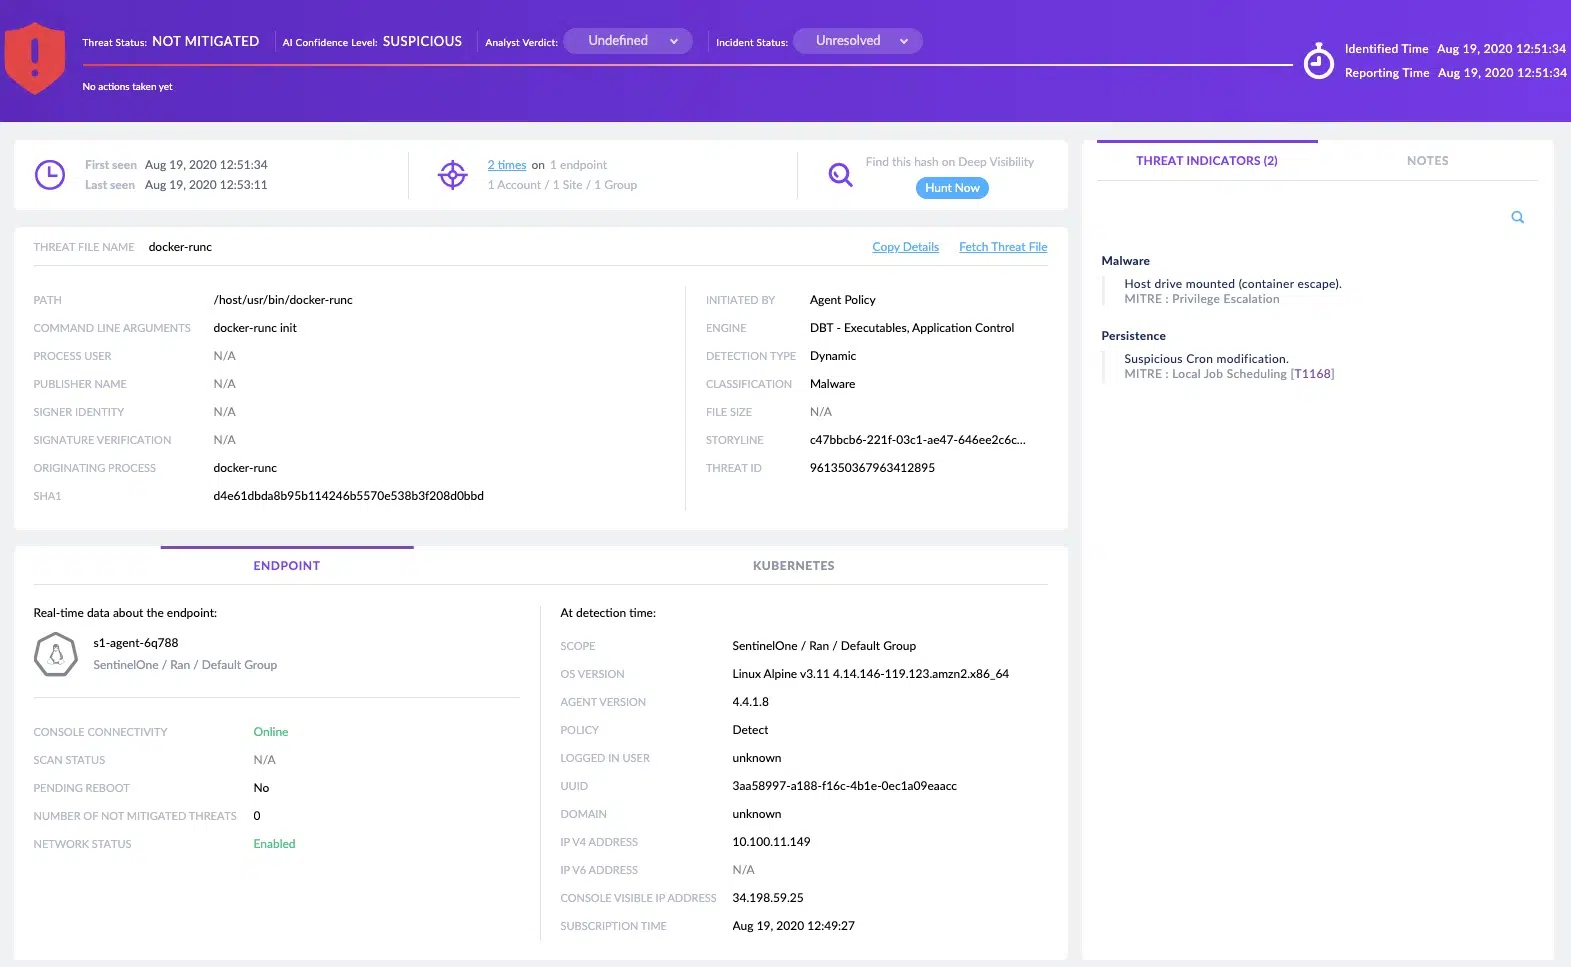 Threat Status: NOT MITIGATED AI Confidence Level: SUSPICIOUS Analyst Verdict: Undefined Incident Status: Unresolved
No actions taken yet
Identified Time Aug 19, 2020 12:51:34
Reporting Time Aug 19, 2020 12:51:34
First seen Aug 19, 2020 12:51:34
Last seen Aug 19, 2020 12:53:11
2 times on 1 endpoint
1 Account / 1 Site / 1 Group
Find this hash on Deep Visibility
Hunt Now
THREAT FILE NAME docker-runc Copy Details Fetch Threat File
PATH /host/usr/bin/docker-runc
COMMAND LINE ARGUMENTS docker-runc init
PROCESS USER N/A
PUBLISHER NAME N/A
SIGNER IDENTITY N/A
SIGNATURE VERIFICATION N/A
ORIGINATING PROCESS docker-runc
SHA1 d4e61dbda8b95b114246b5570e538b3f208d0bbd
INITIATED BY Agent Policy
ENGINE DBT - Executables, Application Control
DETECTION TYPE Dynamic
CLASSIFICATION Malware
FILE SIZE N/A
STORYLINE c47bbcb6-221f-03c1-ae47-646ee2c6c...
THREAT ID 961350367963412895
ENDPOINT KUBERNETES
Real-time data about the endpoint:
s1-agent-6q788
SentinelOne / Ran / Default Group
CONSOLE CONNECTIVITY Online
SCAN STATUS N/A
PENDING REBOOT No
NUMBER OF NOT MITIGATED THREATS 0
NETWORK STATUS Enabled
At detection time:
SCOPE SentinelOne / Ran / Default Group
OS VERSION Linux Alpine v3.11 4.14.146-119.123.amzn2.x86_64
AGENT VERSION 4.4.1.8
POLICY Detect
LOGGED IN USER unknown
UUID 3aa58997-a188-f16c-4b1e-0ec1a09eaacc
DOMAIN unknown
IP V4 ADDRESS 10.100.11.149
IP V6 ADDRESS N/A
CONSOLE VISIBLE IP ADDRESS 34.198.59.25
SUBSCRIPTION TIME Aug 19, 2020 12:49:27
THREAT INDICATORS (2) NOTES
Malware
Host drive mounted (container escape).
MITRE : Privilege Escalation
Persistence
Suspicious Cron modification.
MITRE : Local Job Scheduling [T1168]